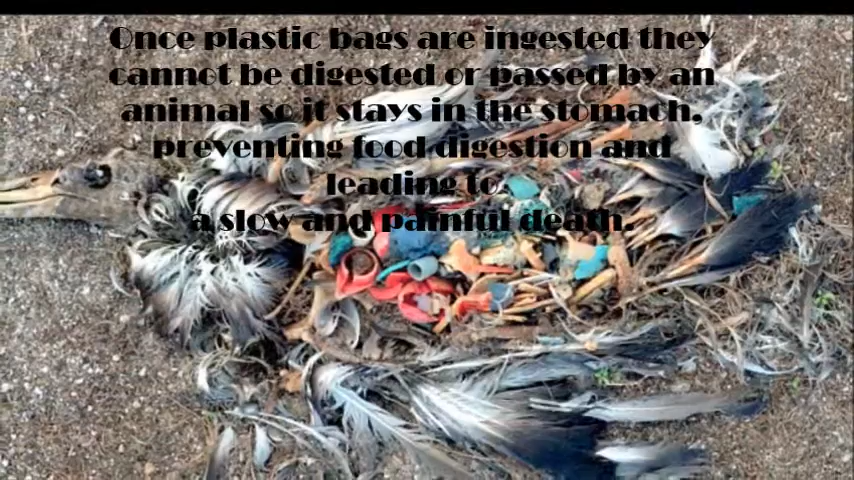 Once plastic bags are ingested they
cannot be digested or passed by an
animal so it stays in the stomach,
preventing food digestion and
leading to
a slow and painful death.